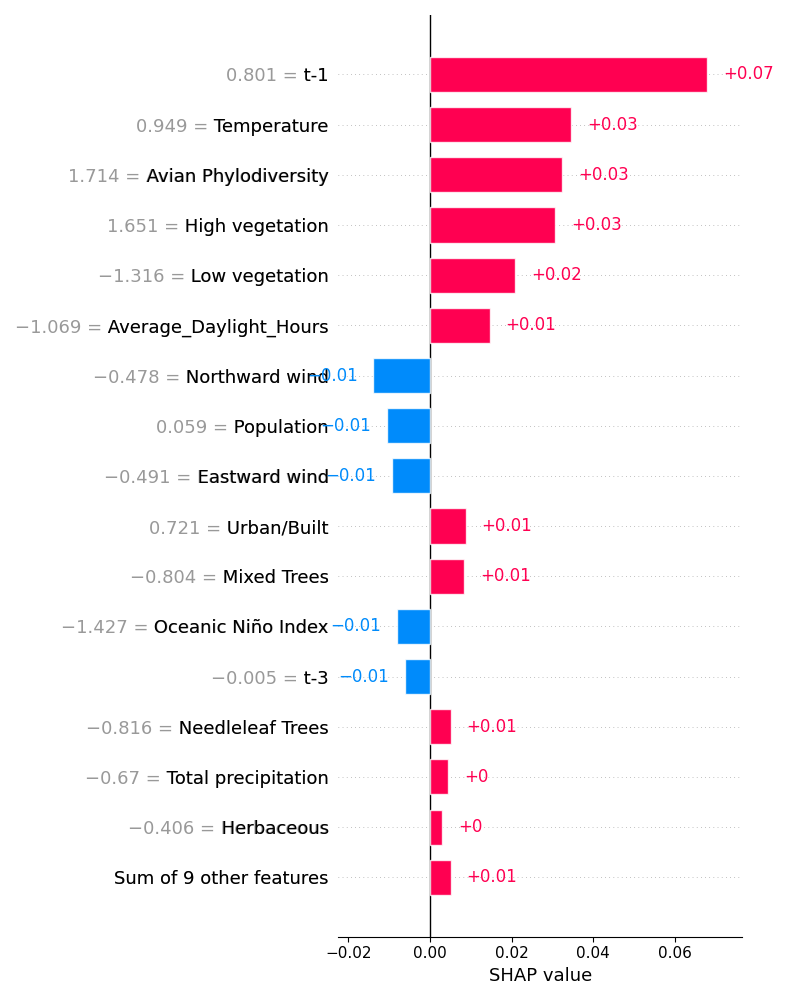 0.801 = t-1 +0.07
0.949 = Temperature +0.03
1.714 = Avian Phylodiversity +0.03
1.651 = High vegetation +0.03
−1.316 = Low vegetation +0.02
−1.069 = Average_Daylight_Hours +0.01
−0.478 = Northward wind −0.01
0.059 = Population −0.01
−0.491 = Eastward wind −0.01
0.721 = Urban/Built +0.01
−0.804 = Mixed Trees +0.01
−1.427 = Oceanic Niño Index −0.01
−0.005 = t-3 −0.01
−0.816 = Needleleaf Trees +0.01
−0.67 = Total precipitation +0
−0.406 = Herbaceous +0
Sum of 9 other features +0.01
−0.02 0.00 0.02 0.04 0.06
SHAP value